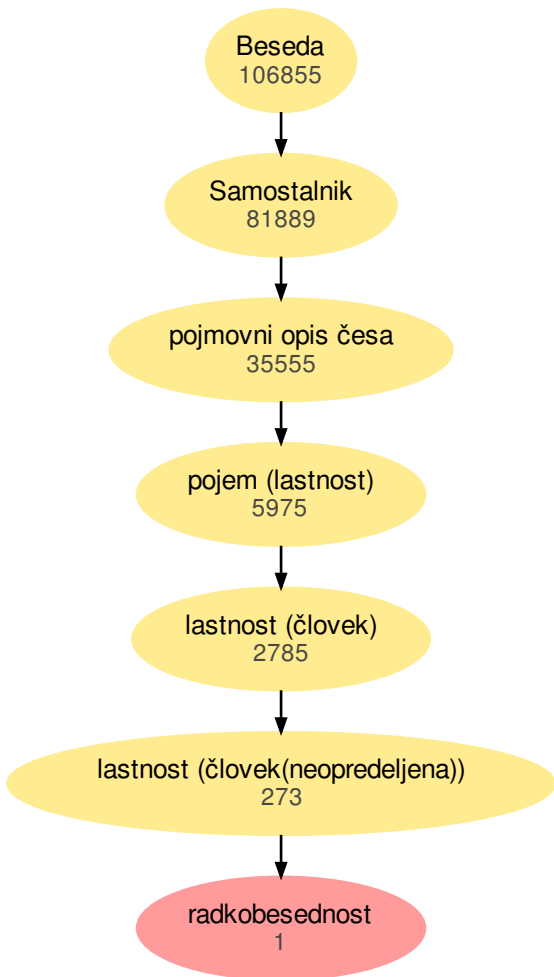 Beseda
106855
Samostalnik
81889
pojmovni opis česa
35555
pojem (lastnost)
5975
lastnost (človek)
2785
lastnost (človek(neopredeljena))
273
radkobesednost
1